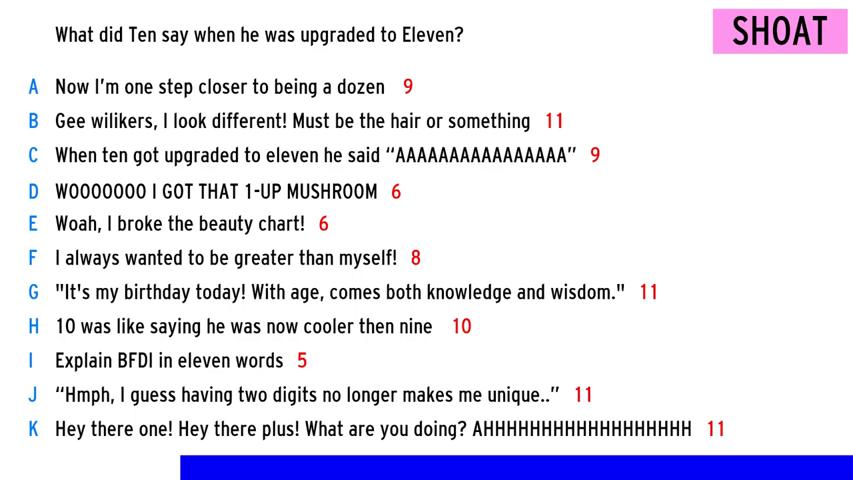 What did Ten say when he was upgraded to Eleven?
SHOAT
A Now I'm one step closer to being a dozen 9
B Gee wilikers, I look different! Must be the hair or something 11
C When ten got upgraded to eleven he said “AAAAAAAAAAAAAAAA” 9
D WOOOOOOO I GOT THAT 1-UP MUSHROOM 6
E Woah, I broke the beauty chart! 6
F I always wanted to be greater than myself! 8
G "It's my birthday today! With age, comes both knowledge and wisdom." 11
H 10 was like saying he was now cooler then nine 10
I Explain BFDI in eleven words 5
J “Hmph, I guess having two digits no longer makes me unique..” 11
K Hey there one! Hey there plus! What are you doing? AHHHHHHHHHHHHHHHHHHH 11